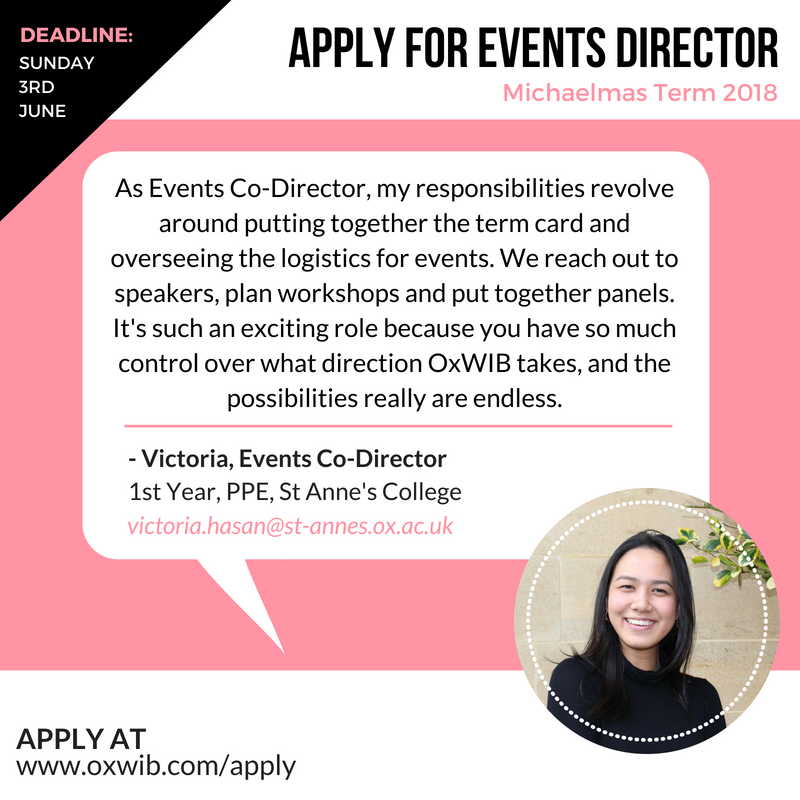 DEADLINE:
SUNDAY
3RD
JUNE
APPLY FOR EVENTS DIRECTOR
Michaelmas Term 2018
As Events Co-Director, my responsibilities revolve
around putting together the term card and
overseeing the logistics for events. We reach out to
speakers, plan workshops and put together panels.
It's such an exciting role because you have so much
control over what direction OxWIB takes, and the
possibilities really are endless.
- Victoria, Events Co-Director
1st Year, PPE, St Anne's College
victoria.hasan@st-annes.ox.ac.uk
APPLY AT
www.oxwib.com/apply